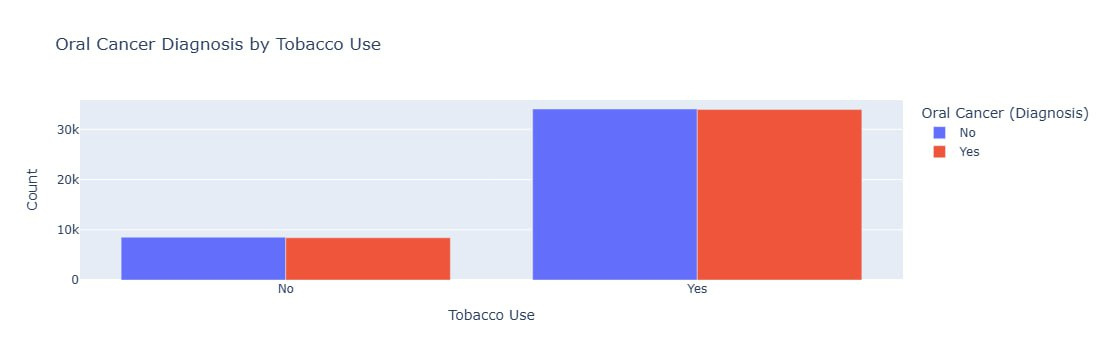 Oral Cancer Diagnosis by Tobacco Use
Oral Cancer (Diagnosis)
No
Yes
Count
30k
20k
10k
0
No
Yes
Tobacco Use